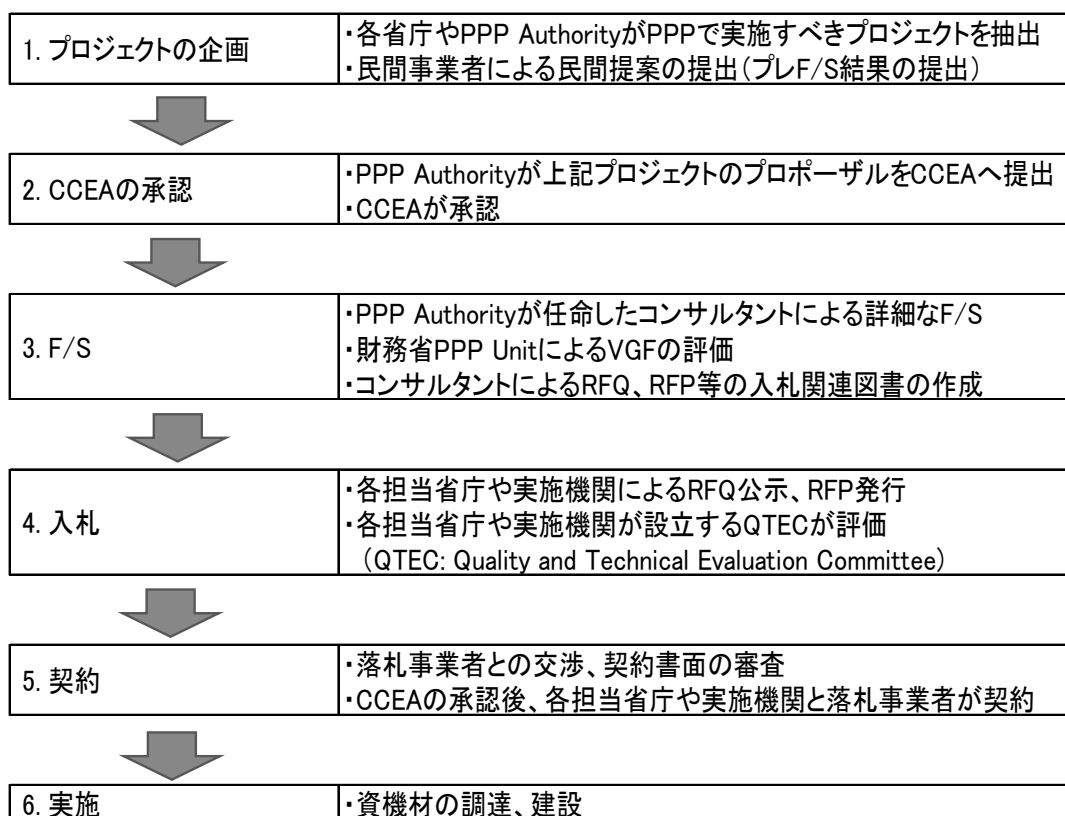 1. プロジェクトの企画
・各省庁やPPP AuthorityがPPPで実施すべきプロジェクトを抽出
・民間事業者による民間提案の提出（プレF/S結果の提出）
2. CCEAの承認
・PPP Authorityが上記プロジェクトのプロポーザルをCCEAへ提出
・CCEAが承認
3. F/S
・PPP Authorityが任命したコンサルタントによる詳細なF/S
・財務省PPP UnitによるVGFの評価
・コンサルタントによるRFQ、RFP等の入札関連図書の作成
4. 入札
・各担当省庁や実施機関によるRFQ公示、RFP発行
・各担当省庁や実施機関が設立するQTECが評価
（QTEC: Quality and Technical Evaluation Committee）
5. 契約
・落札事業者との交渉、契約書面の審査
・CCEAの承認後、各担当省庁や実施機関と落札事業者が契約
6. 実施
・資機材の調達、建設